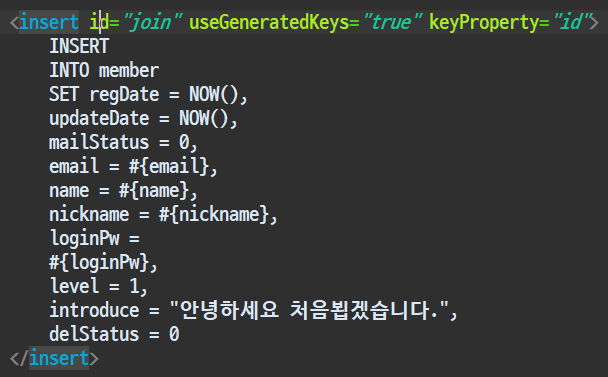 <insert id="join" useGeneratedKeys="true" keyProperty="id">
INSERT
INTO member
SET regDate = NOW(),
updateDate = NOW(),
mailStatus = 0,
email = #{email},
name = #{name},
nickname = #{nickname},
loginPw =
#{loginPw},
level = 1,
introduce = "안녕하세요 처음뵙겠습니다.",
delStatus = 0
</insert>